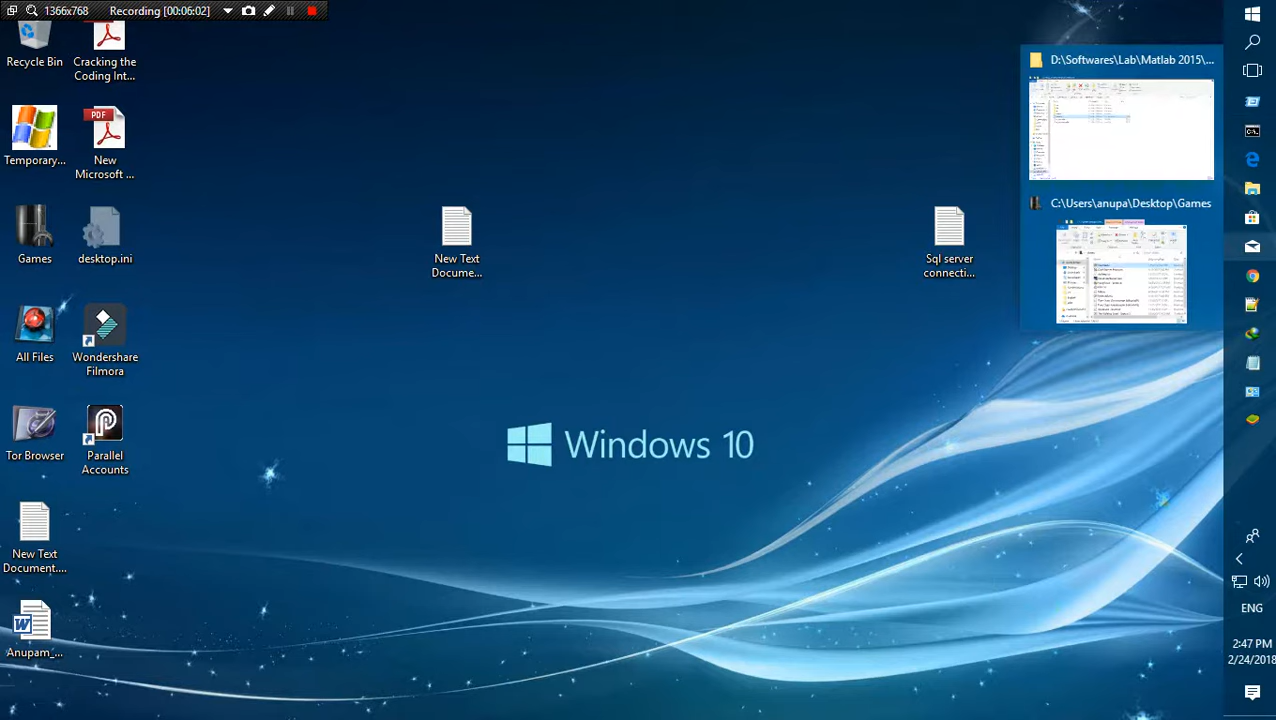 1366x768 Recording [00:06:02]
Recycle Bin
Cracking the
Coding Int...
Temporary...
PDF
New
Microsoft ...
Games
desktop.ini
All Files
Wondershare
Filmora
Tor Browser
Parallel
Accounts
New Text
Document....
Anupam_...
New Text
Docum...
Sql server
connecti...
Windows 10
D:\Softwares\Lab\Matlab 2015\...
C:\Users\anupa\Desktop\Games
ENG
2:47 PM
2/24/2018